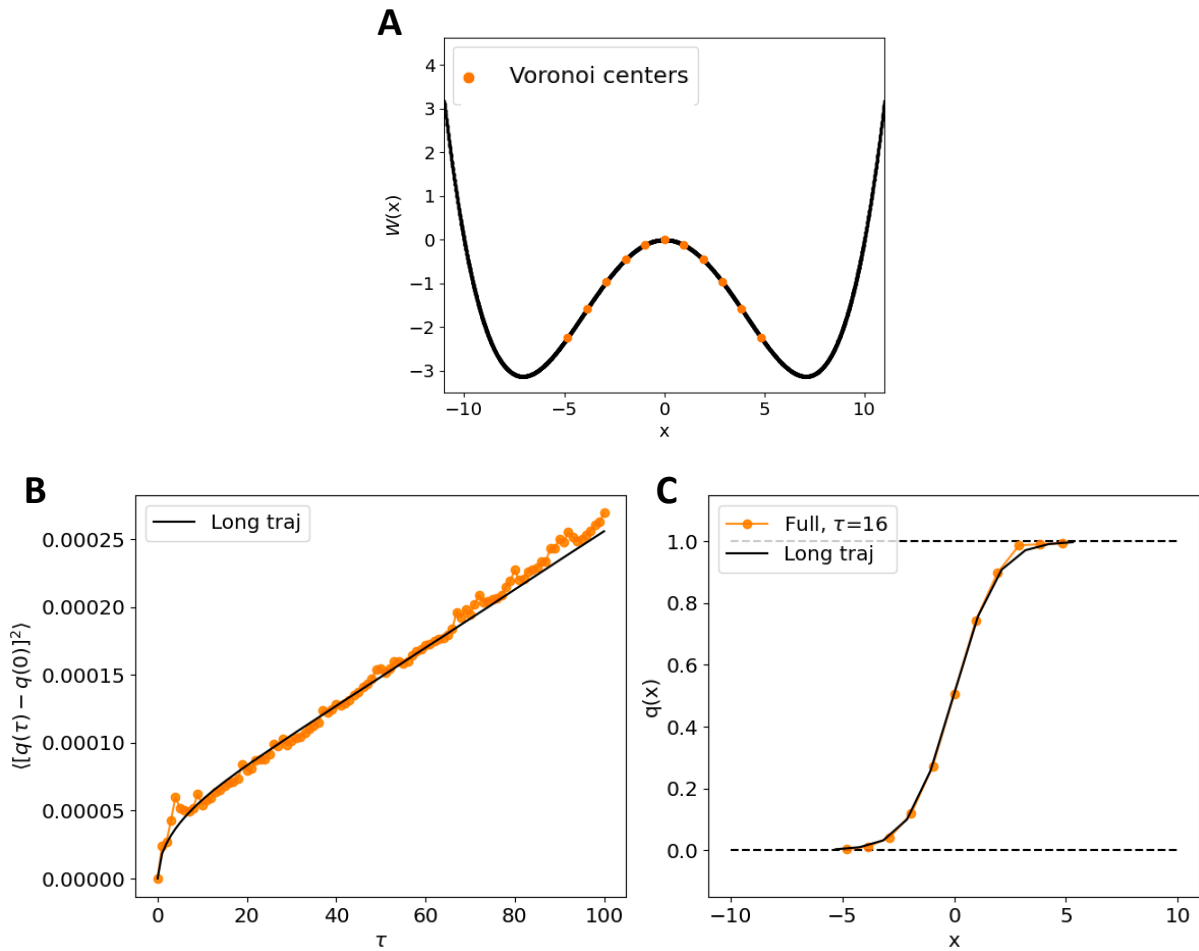 A
Voronoi centers
4
3
2
1
0
−1
−2
−3
W(x)
−10 −5 0 5 10
x
B
Long traj
0.00025
0.00020
0.00015
0.00010
0.00005
0.00000
⟨[q(τ) − q(0)]²⟩
0 20 40 60 80 100
τ
C
Full, τ=16
Long traj
1.0
0.8
0.6
0.4
0.2
0.0
q(x)
−10 −5 0 5 10
x